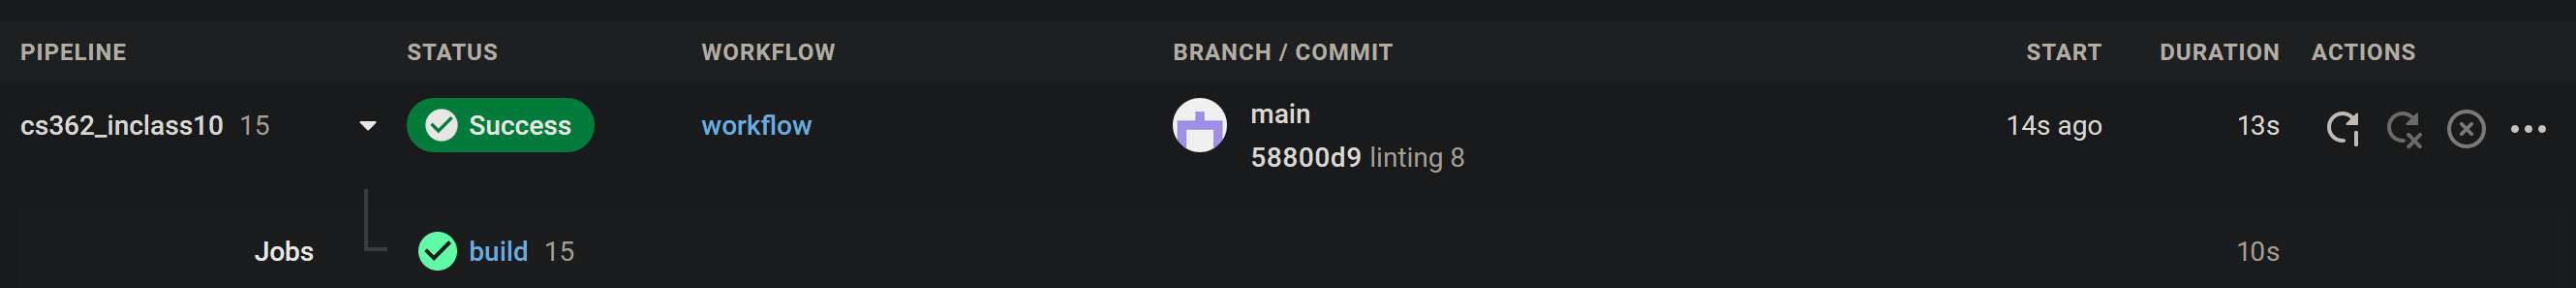 PIPELINE STATUS WORKFLOW BRANCH / COMMIT START DURATION ACTIONS
cs362_inclass10 15 Success workflow main 14s ago 13s
58800d9 linting 8
Jobs build 15 10s